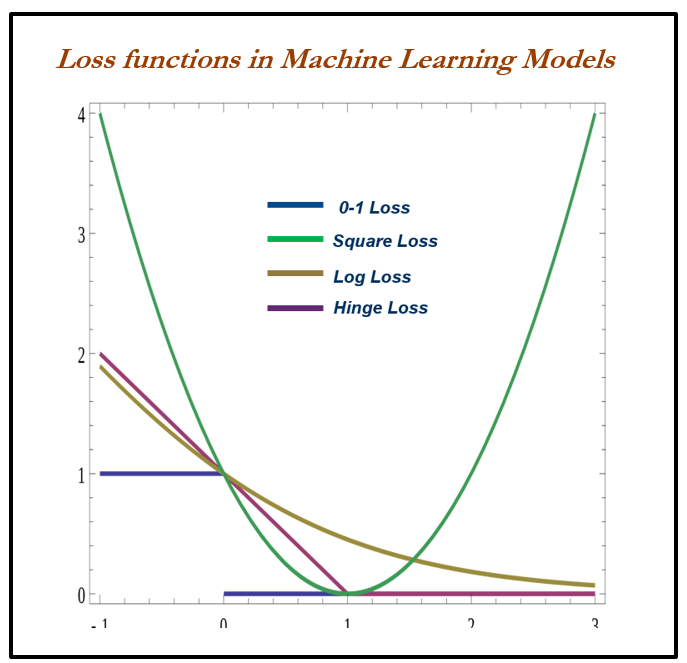 Loss functions in Machine Learning Models
4
3
2
1
0
0-1 Loss
Square Loss
Log Loss
Hinge Loss
-1 0 1 2 3